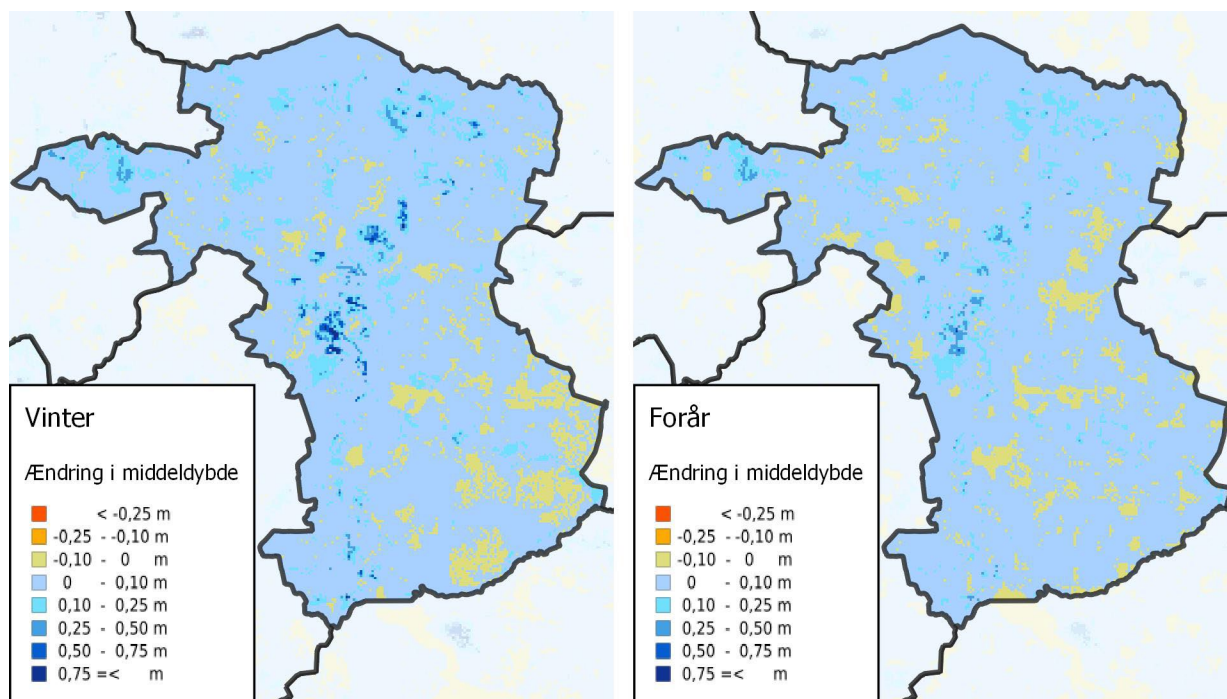 Vinter
Ændring i middeldybde
< -0,25 m
-0,25 - -0,10 m
-0,10 - 0 m
0 - 0,10 m
0,10 - 0,25 m
0,25 - 0,50 m
0,50 - 0,75 m
0,75 =< m
Forår
Ændring i middeldybde
< -0,25 m
-0,25 - -0,10 m
-0,10 - 0 m
0 - 0,10 m
0,10 - 0,25 m
0,25 - 0,50 m
0,50 - 0,75 m
0,75 =< m